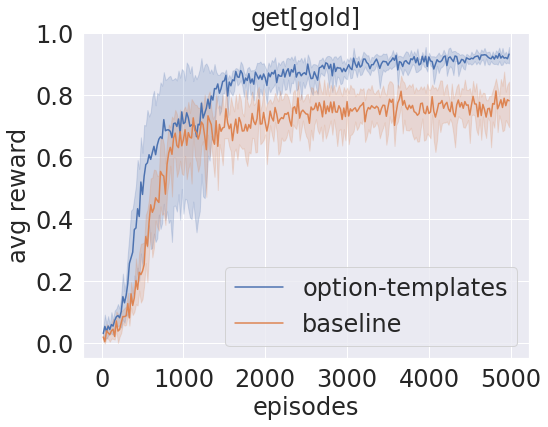 get[gold]
avg reward
1.0
0.8
0.6
0.4
0.2
0.0
option-templates
baseline
0 1000 2000 3000 4000 5000
episodes